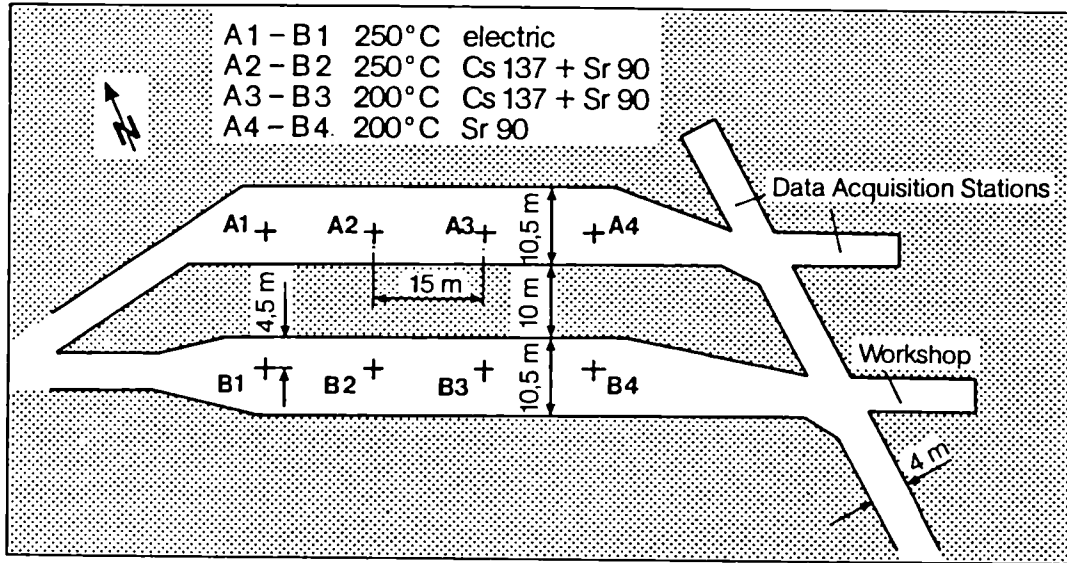 A1 – B1 250°C electric
A2 – B2 250°C Cs 137 + Sr 90
A3 – B3 200°C Cs 137 + Sr 90
A4 – B4. 200°C Sr 90
N
Data Acquisition Stations
A1 A2 A3 A4
10,5 m
15 m
4,5 m
10 m
Workshop
B1 B2 B3 B4
10,5 m
4 m